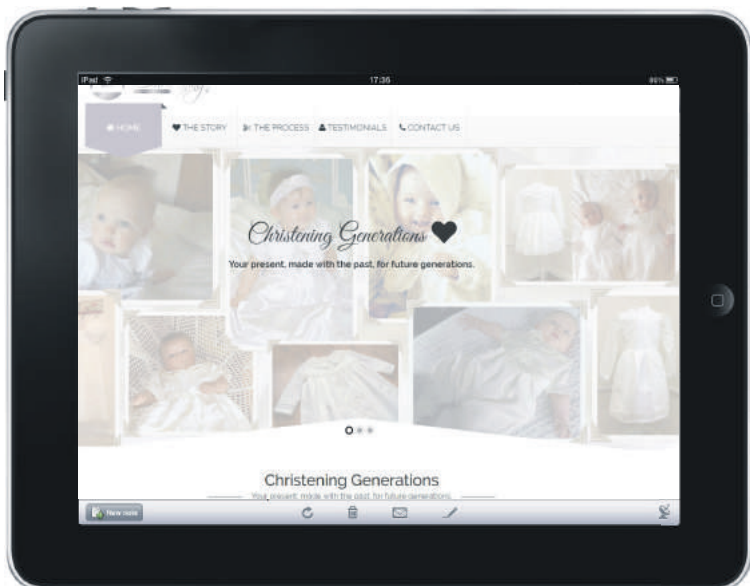 iPad 17:36
HOME THE STORY THE PROCESS TESTIMONIALS CONTACT US
Christening Generations
Your present, made with the past, for future generations.
Christening Generations
Your present, made with the past, for future generations.
New note